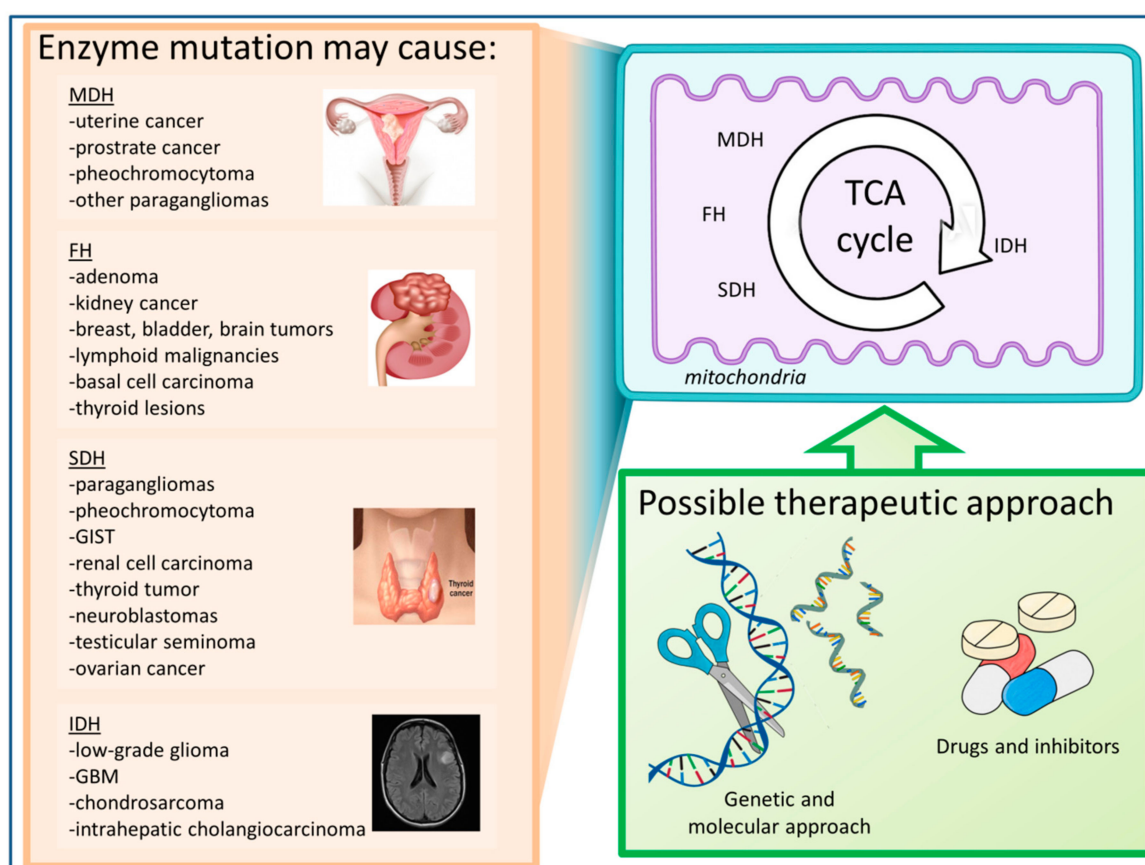 Enzyme mutation may cause:
MDH
-uterine cancer
-prostrate cancer
-pheochromocytoma
-other paragangliomas
FH
-adenoma
-kidney cancer
-breast, bladder, brain tumors
-lymphoid malignancies
-basal cell carcinoma
-thyroid lesions
SDH
-paragangliomas
-pheochromocytoma
-GIST
-renal cell carcinoma
-thyroid tumor
-neuroblastomas
-testicular seminoma
-ovarian cancer
Thyroid
cancer
IDH
-low-grade glioma
-GBM
-chondrosarcoma
-intrahepatic cholangiocarcinoma
MDH
FH
SDH
TCA
cycle
IDH
mitochondria
Possible therapeutic approach
Genetic and
molecular approach
Drugs and inhibitors